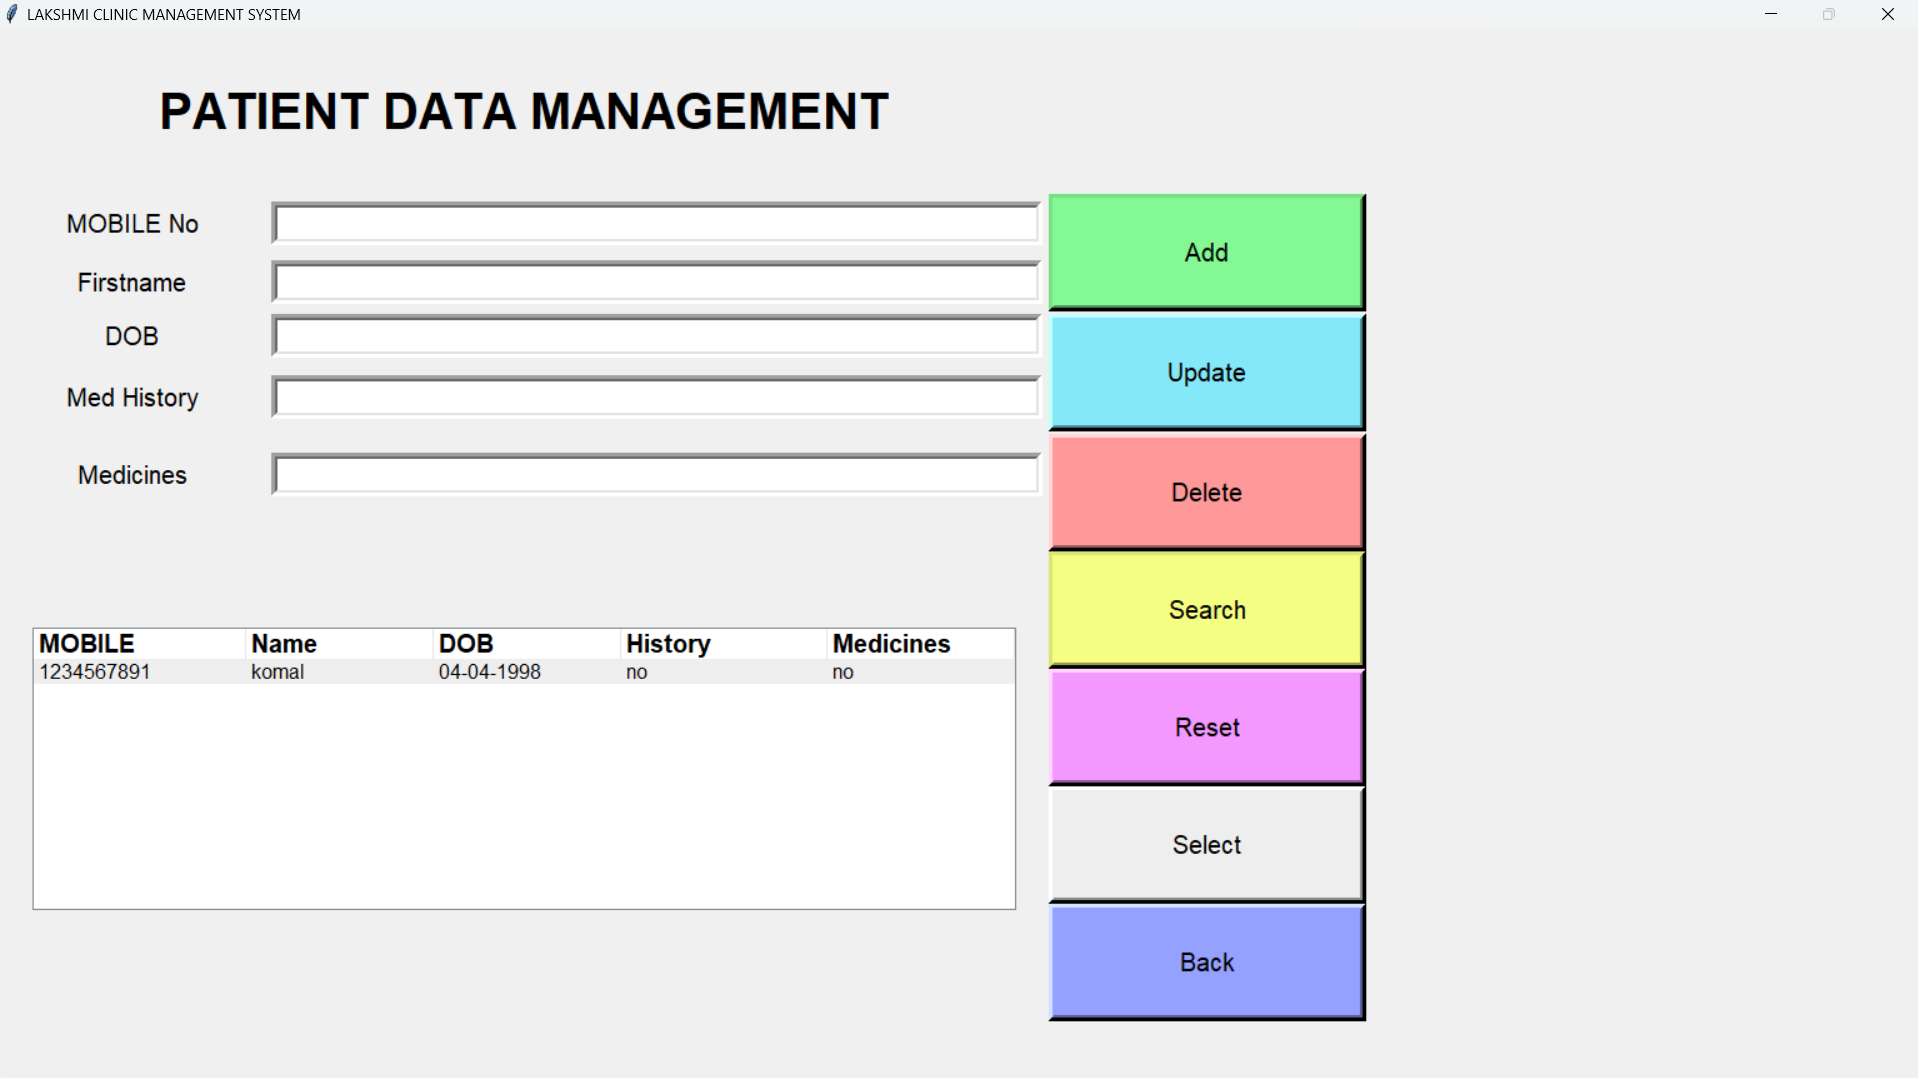 LAKSHMI CLINIC MANAGEMENT SYSTEM
PATIENT DATA MANAGEMENT
MOBILE No
Firstname
DOB
Med History
Medicines
Add
Update
Delete
Search
Reset
Select
Back
MOBILE Name DOB History Medicines
1234567891 komal 04-04-1998 no no